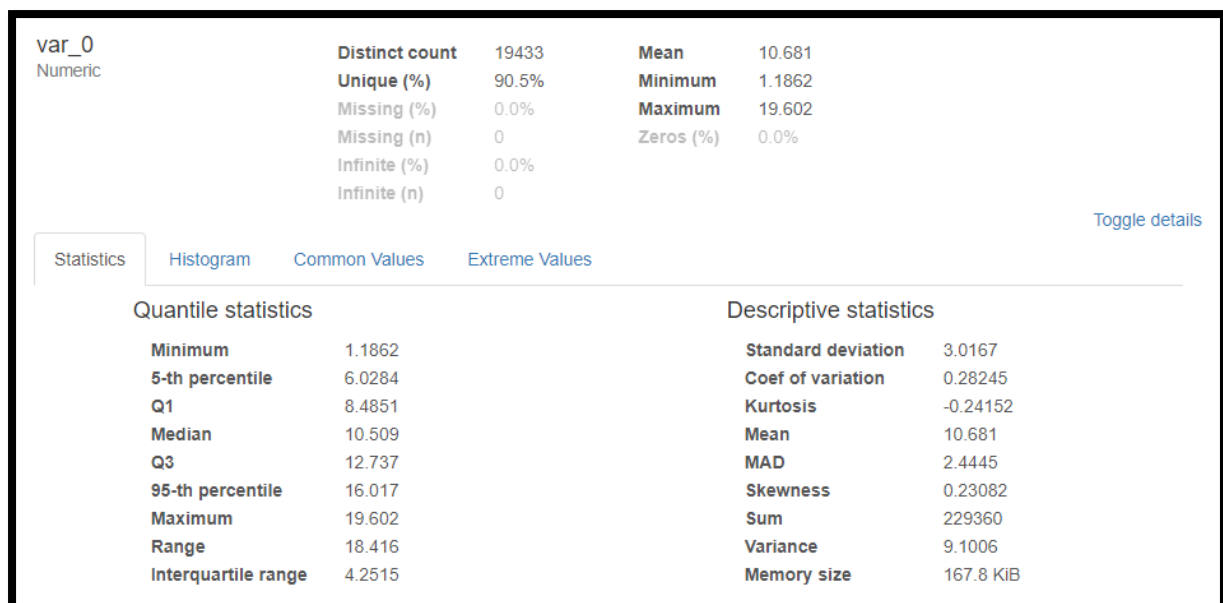 var_0
Numeric
Distinct count 19433
Unique (%) 90.5%
Missing (%) 0.0%
Missing (n) 0
Infinite (%) 0.0%
Infinite (n) 0
Mean 10.681
Minimum 1.1862
Maximum 19.602
Zeros (%) 0.0%
Toggle details
Statistics Histogram Common Values Extreme Values
Quantile statistics
Minimum 1.1862
5-th percentile 6.0284
Q1 8.4851
Median 10.509
Q3 12.737
95-th percentile 16.017
Maximum 19.602
Range 18.416
Interquartile range 4.2515
Descriptive statistics
Standard deviation 3.0167
Coef of variation 0.28245
Kurtosis -0.24152
Mean 10.681
MAD 2.4445
Skewness 0.23082
Sum 229360
Variance 9.1006
Memory size 167.8 KiB